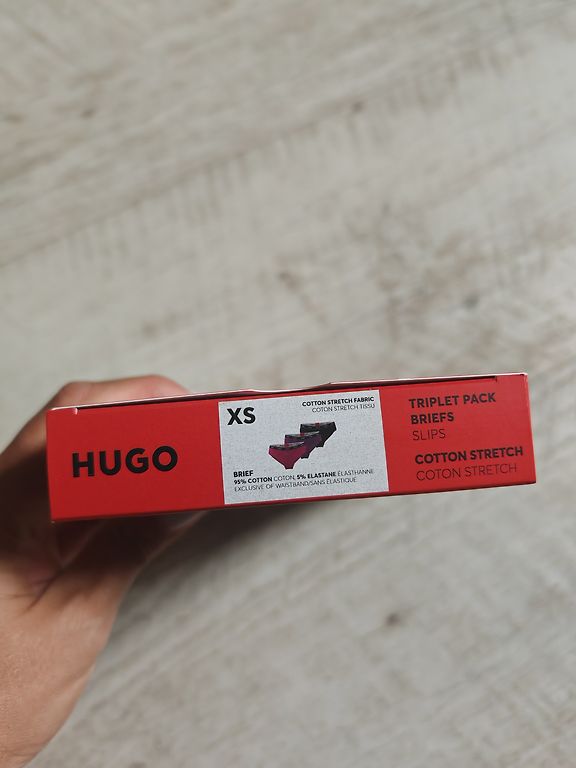 HUGO
XS
COTTON STRETCH FABRIC
COTON STRETCH TISSU
BRIEF
95% COTTON COTON, 5% ELASTANE ÉLASTHANNE
EXCLUSIVE OF WAISTBAND/SANS ÉLASTIQUE
TRIPLET PACK
BRIEFS
SLIPS
COTTON STRETCH
COTON STRETCH